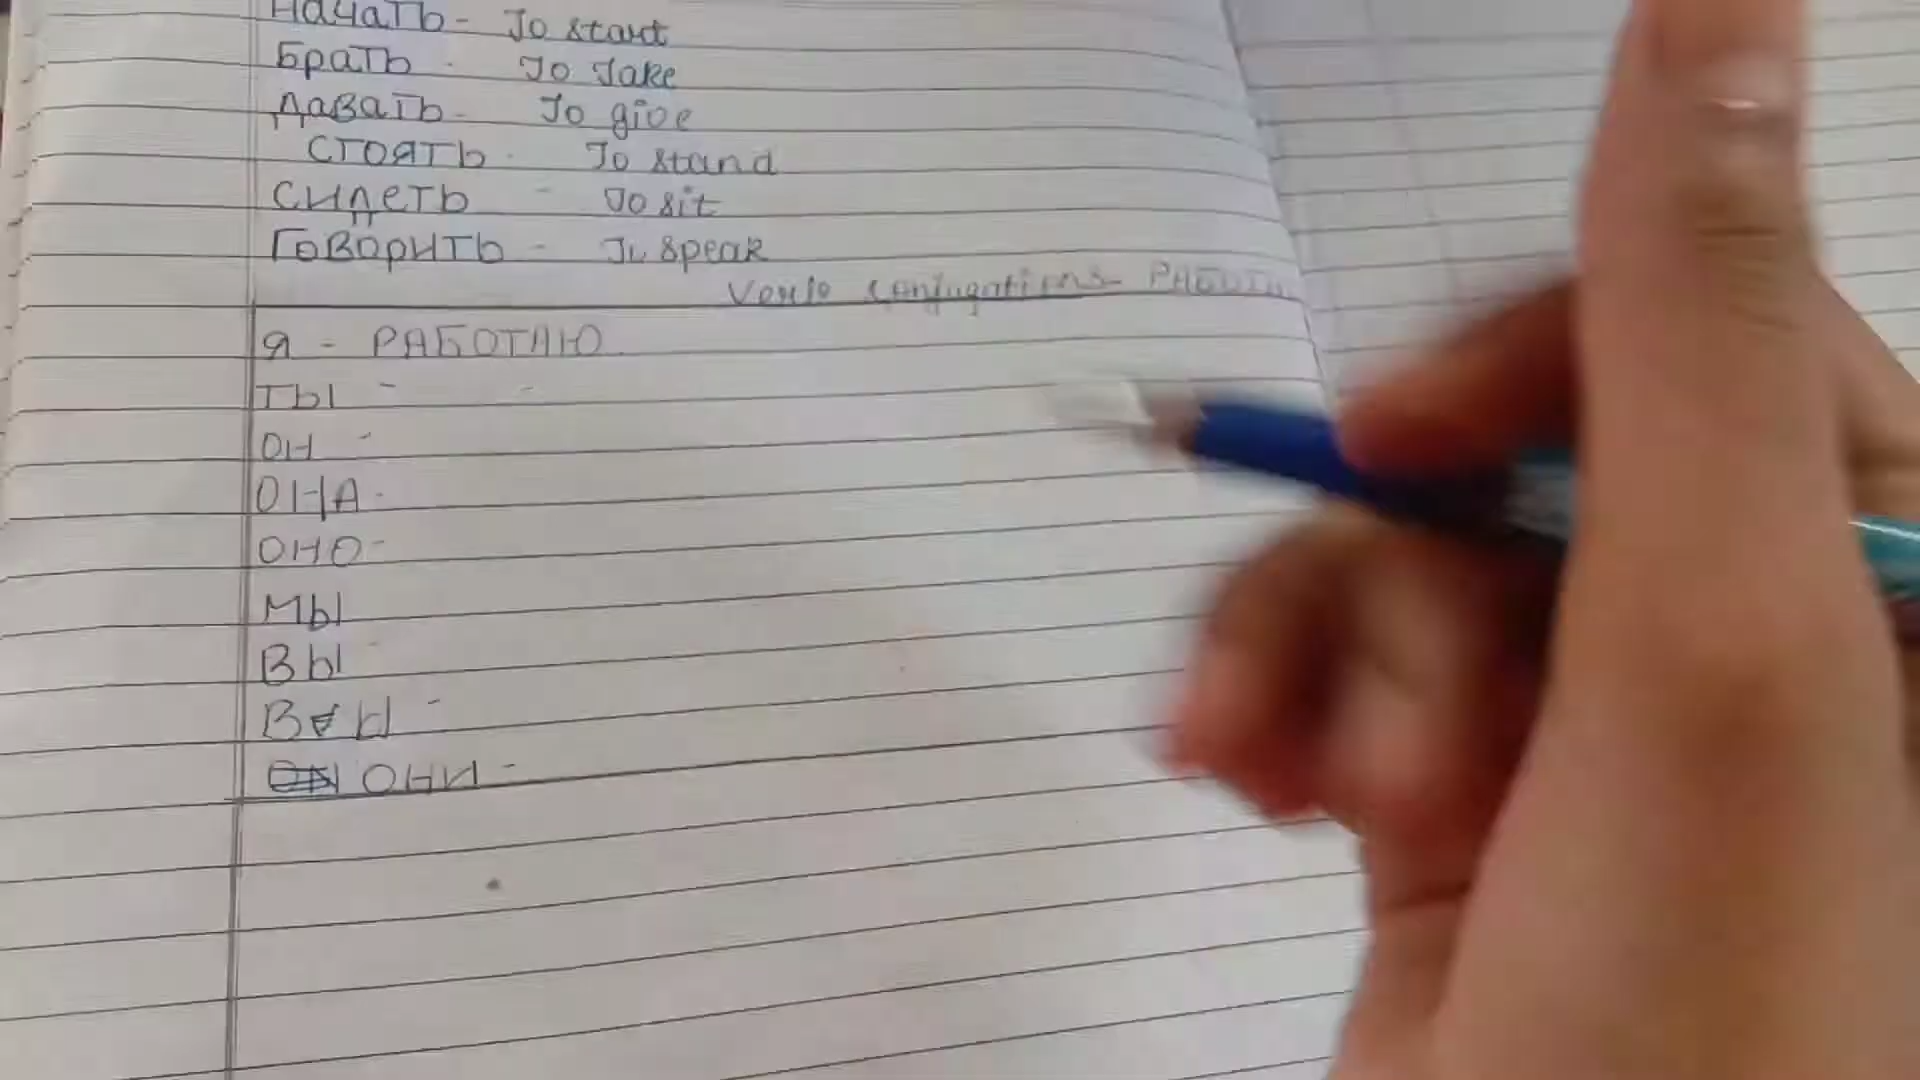 Начать - To start
Брать - To Take
Давать - To give
Стоять - To stand
Сидеть - To sit
Говорить - To speak
Verb conjugations-
Я - РАБОТАЮ
ТЫ -
ОН -
ОНА -
ОНО -
МЫ
ВЫ
ОНИ -